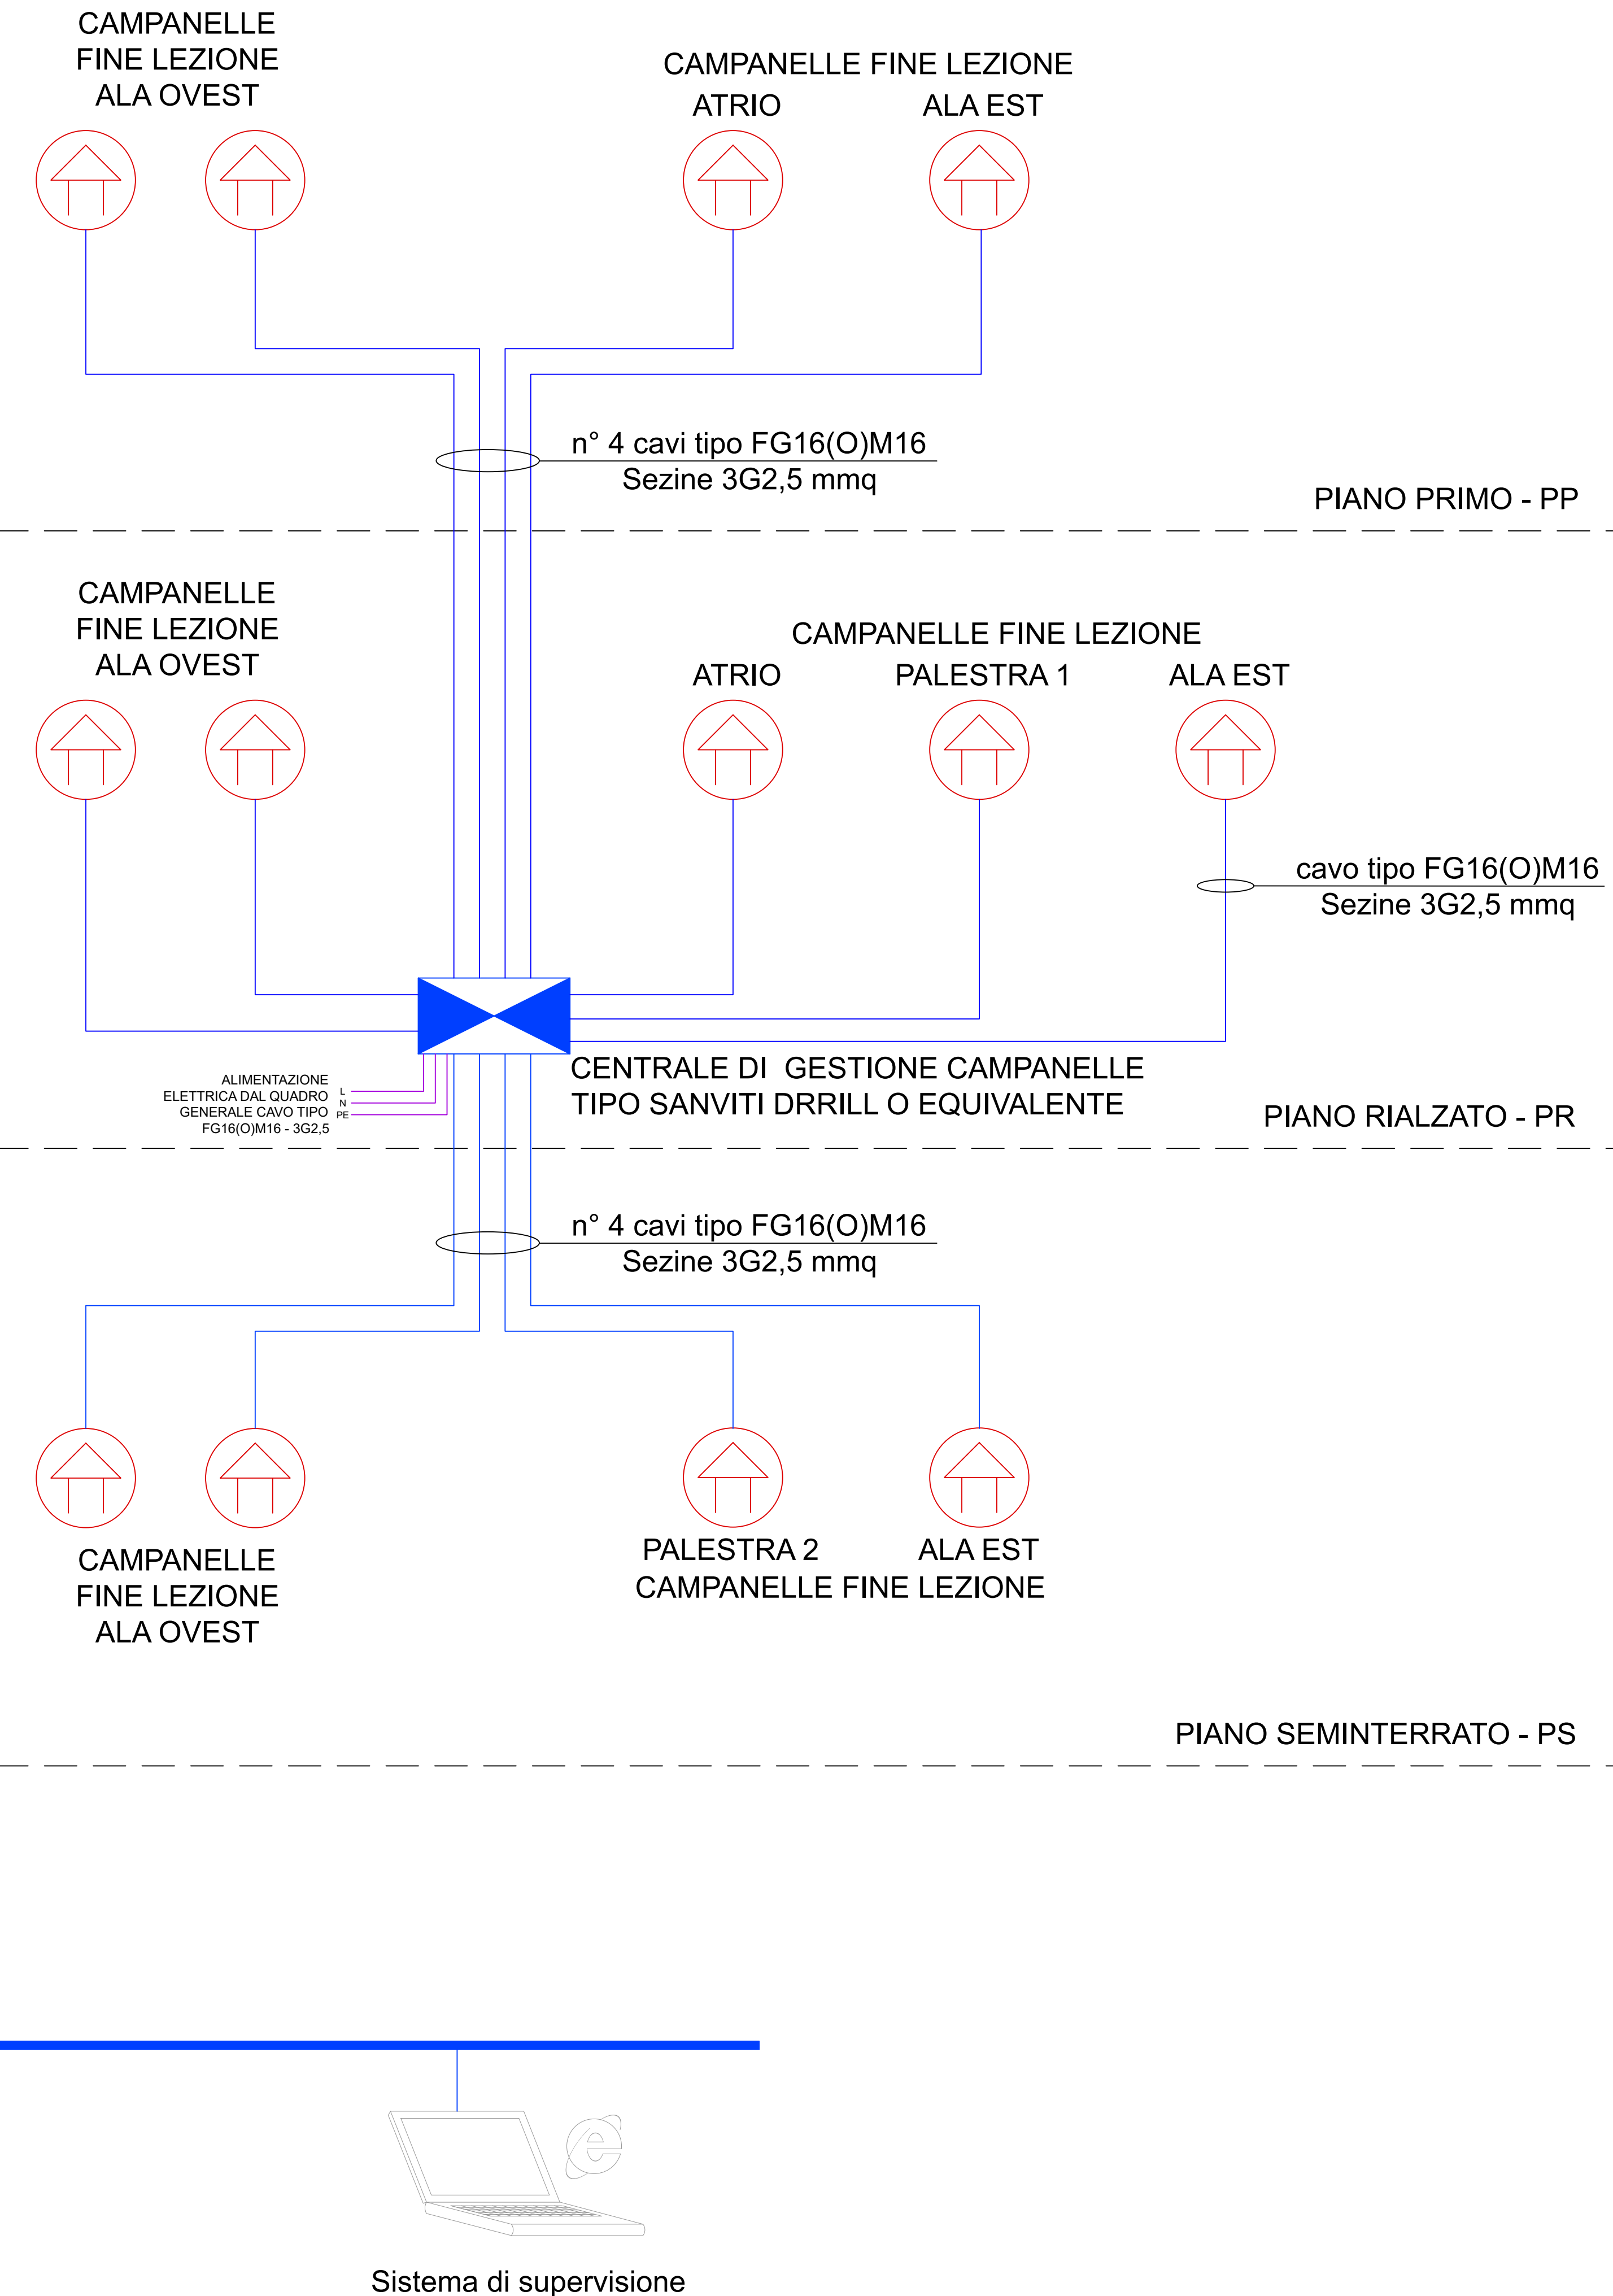 CAMPANELLE
FINE LEZIONE
ALA OVEST
CAMPANELLE FINE LEZIONE
ATRIO
ALA EST
n° 4 cavi tipo FG16(O)M16
Sezine 3G2,5 mmq
PIANO PRIMO - PP
CAMPANELLE
FINE LEZIONE
ALA OVEST
CAMPANELLE FINE LEZIONE
ATRIO
PALESTRA 1
ALA EST
cavo tipo FG16(O)M16
Sezine 3G2,5 mmq
ALIMENTAZIONE
ELETTRICA DAL QUADRO
GENERALE CAVO TIPO
FG16(O)M16 - 3G2,5
L
N
PE
CENTRALE DI  GESTIONE CAMPANELLE
TIPO SANVITI DRRILL O EQUIVALENTE
PIANO RIALZATO - PR
n° 4 cavi tipo FG16(O)M16
Sezine 3G2,5 mmq
CAMPANELLE
FINE LEZIONE
ALA OVEST
PALESTRA 2
ALA EST
CAMPANELLE FINE LEZIONE
PIANO SEMINTERRATO - PS
Sistema di supervisione